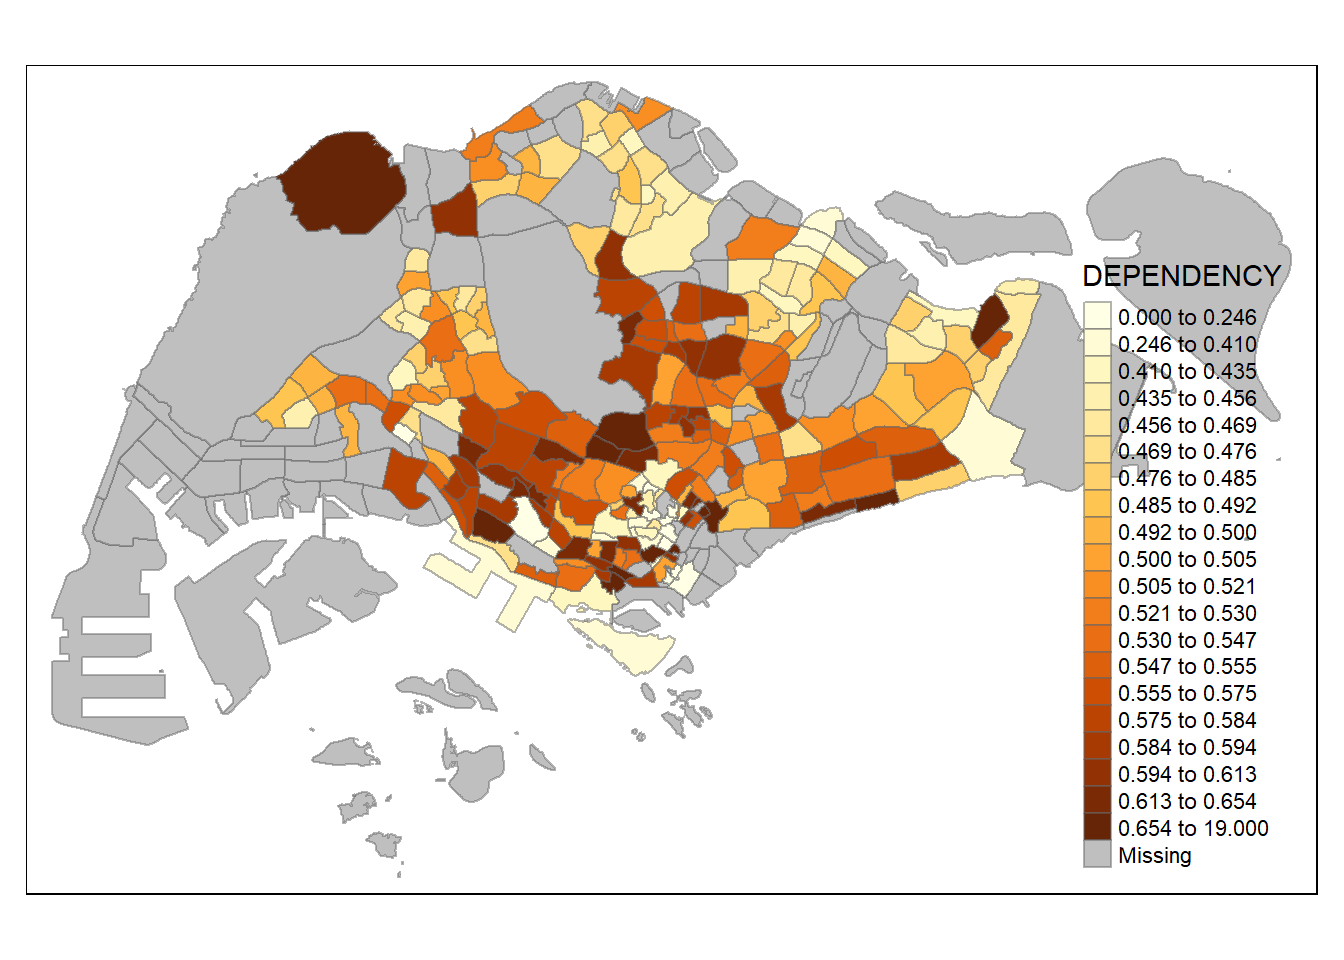 DEPENDENCY
0.000 to 0.246
0.246 to 0.410
0.410 to 0.435
0.435 to 0.456
0.456 to 0.469
0.469 to 0.476
0.476 to 0.485
0.485 to 0.492
0.492 to 0.500
0.500 to 0.505
0.505 to 0.521
0.521 to 0.530
0.530 to 0.547
0.547 to 0.555
0.555 to 0.575
0.575 to 0.584
0.584 to 0.594
0.594 to 0.613
0.613 to 0.654
0.654 to 19.000
Missing